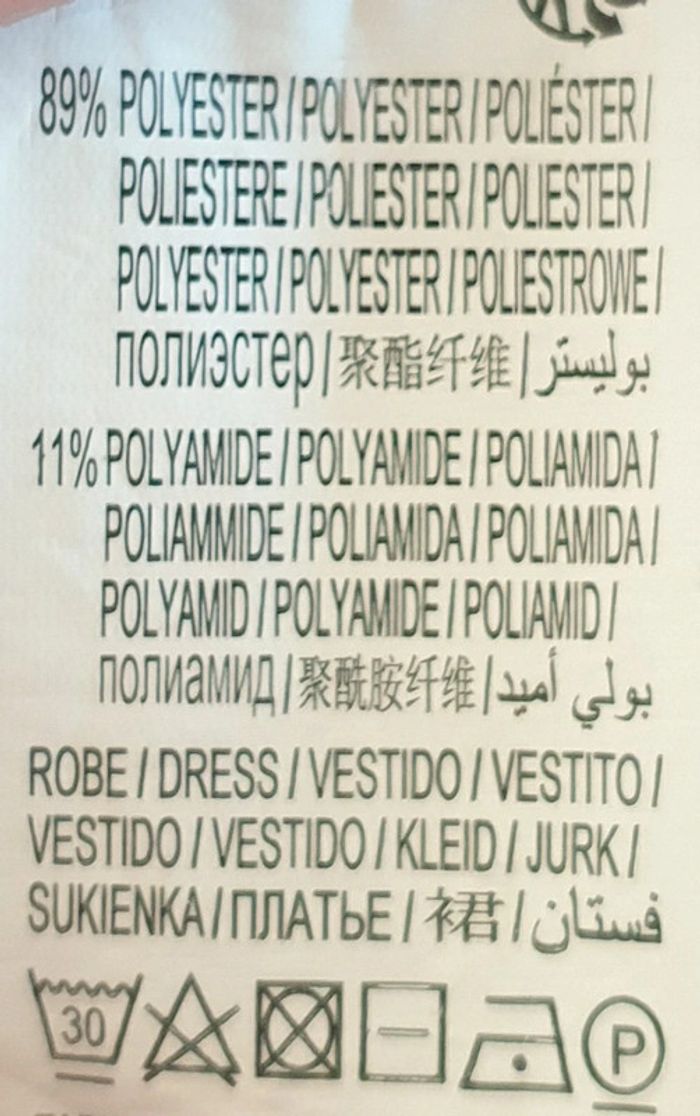 89% POLYESTER / POLYESTER / POLIÉSTER /
POLIESTERE / POLIESTER / POLIESTER /
POLYESTER / POLYESTER / POLIESTROWE /
полиэстер / 聚酯纤维 / بوليستر
11% POLYAMIDE / POLYAMIDE / POLIAMIDA /
POLIAMMIDE / POLIAMIDA / POLIAMIDA /
POLYAMID / POLYAMIDE / POLIAMID /
полиамид / 聚酰胺纤维 / بولي أميد
ROBE / DRESS / VESTIDO / VESTITO /
VESTIDO / VESTIDO / KLEID / JURK /
SUKIENKA / ПЛАТЬЕ / 裙 / فستان
30 P